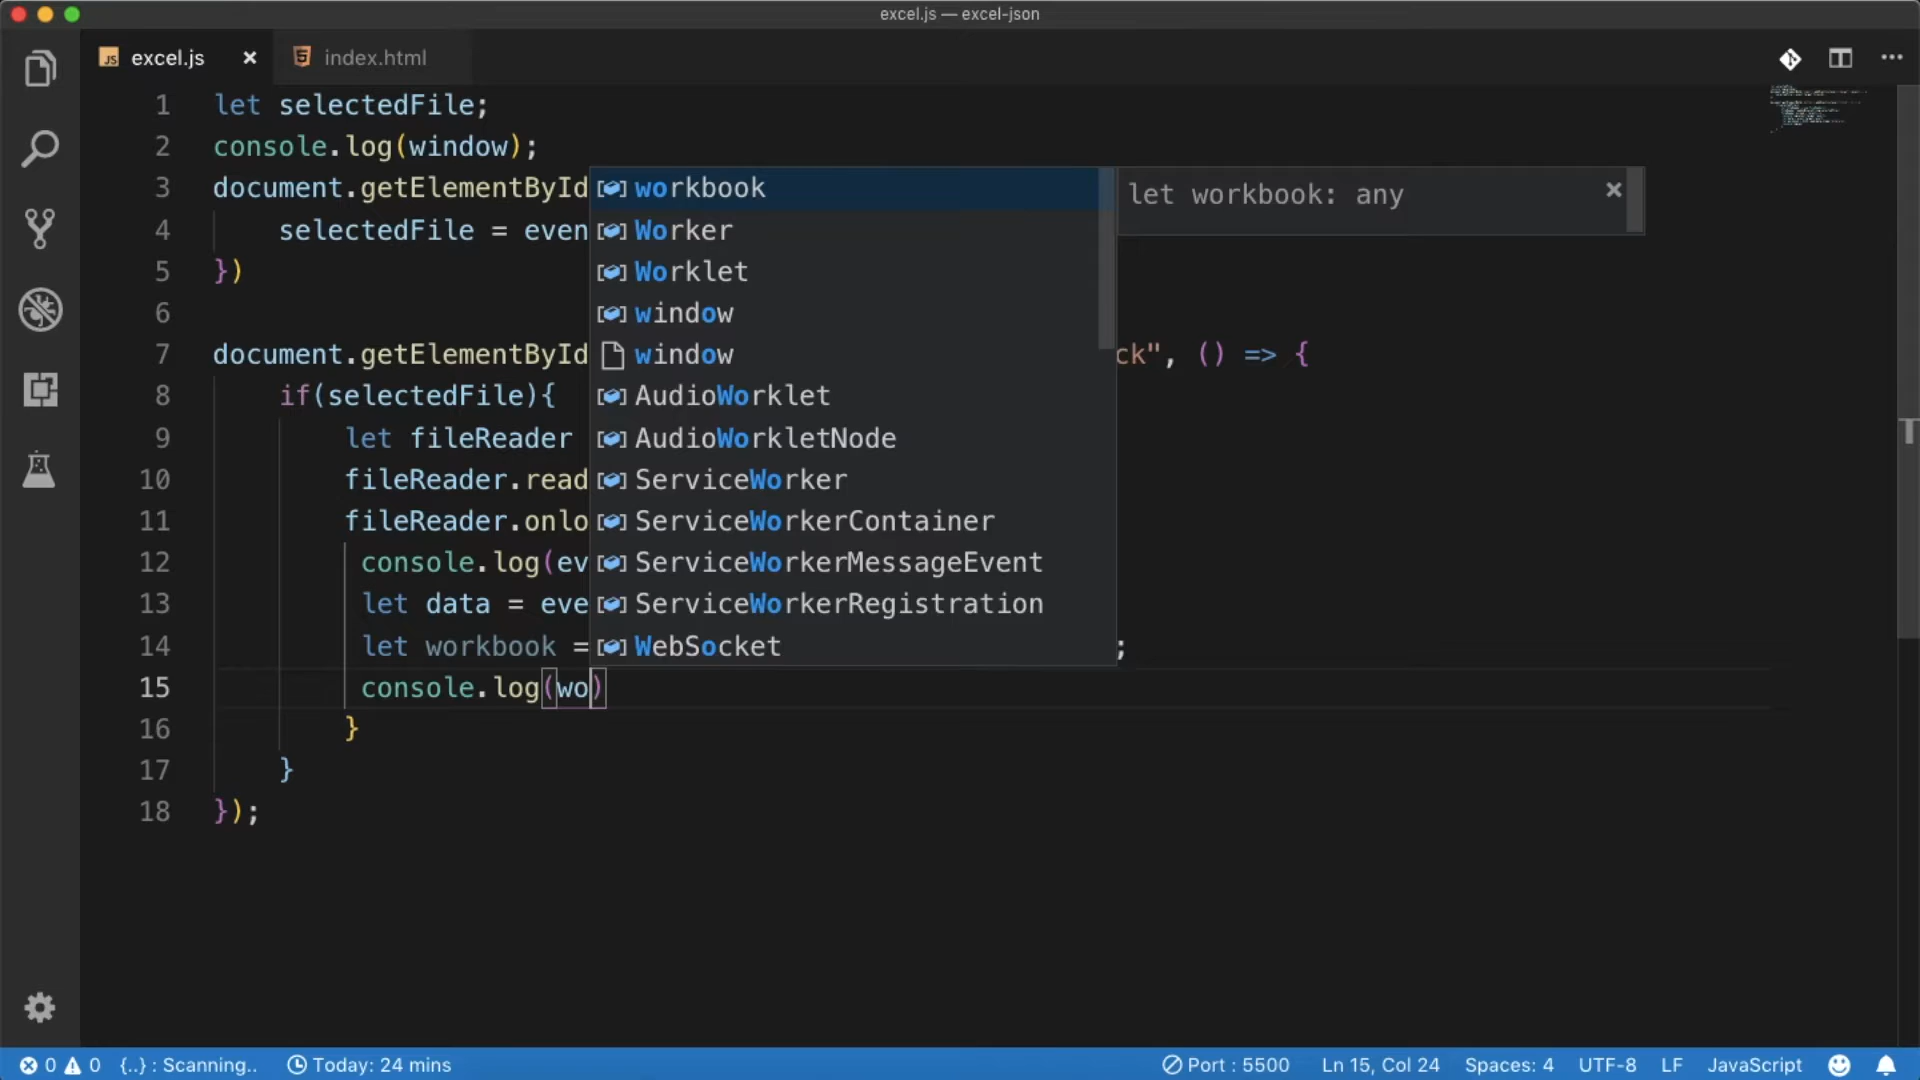 excel.js — excel-json
JS excel.js × index.html
1 let selectedFile;
2 console.log(window);
3 document.getElementById
4 selectedFile = even
5 })
6
7 document.getElementById ck", () => {
8 if(selectedFile){
9 let fileReader
10 fileReader.read
11 fileReader.onlo
12 console.log(ev
13 let data = eve
14 let workbook = ;
15 console.log(wo)
16 }
17 }
18 });
workbook
Worker
Worklet
window
window
AudioWorklet
AudioWorkletNode
ServiceWorker
ServiceWorkerContainer
ServiceWorkerMessageEvent
ServiceWorkerRegistration
WebSocket
let workbook: any ×
0 0 {..} : Scanning.. Today: 24 mins Port : 5500 Ln 15, Col 24 Spaces: 4 UTF-8 LF JavaScript